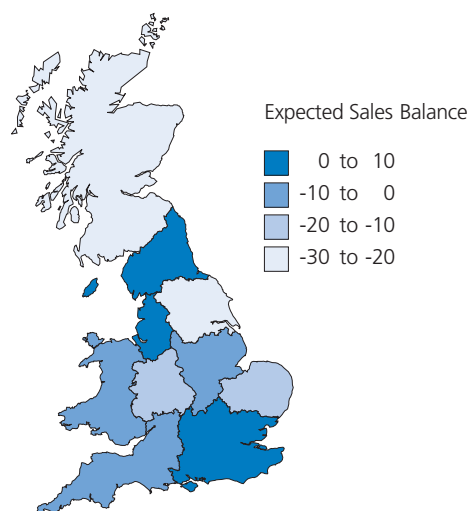 Expected Sales Balance
0 to 10
-10 to 0
-20 to -10
-30 to -20